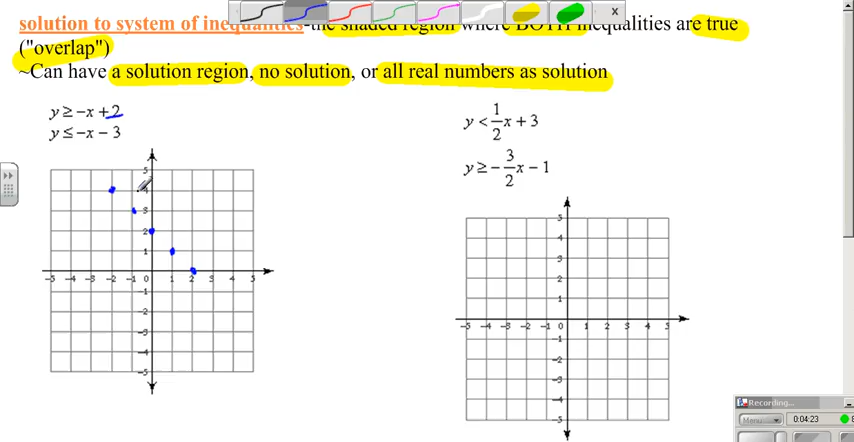 solution to system of inequalities-the shaded region where BOTH inequalities are true
("overlap")
~Can have a solution region, no solution, or all real numbers as solution
y ≥ −x + 2
y ≤ −x − 3
y < 1/2 x + 3
y ≥ − 3/2 x − 1
5
4
3
2
1
−5 −4 −3 −2 −1 0 1 2 3 4 5
−1
−2
−3
−4
−5
5
4
3
2
1
−5 −4 −3 −2 −1 0 1 2 3 4 5
−1
−2
−3
−4
−5
x
Recording...
Menu 0:04:23